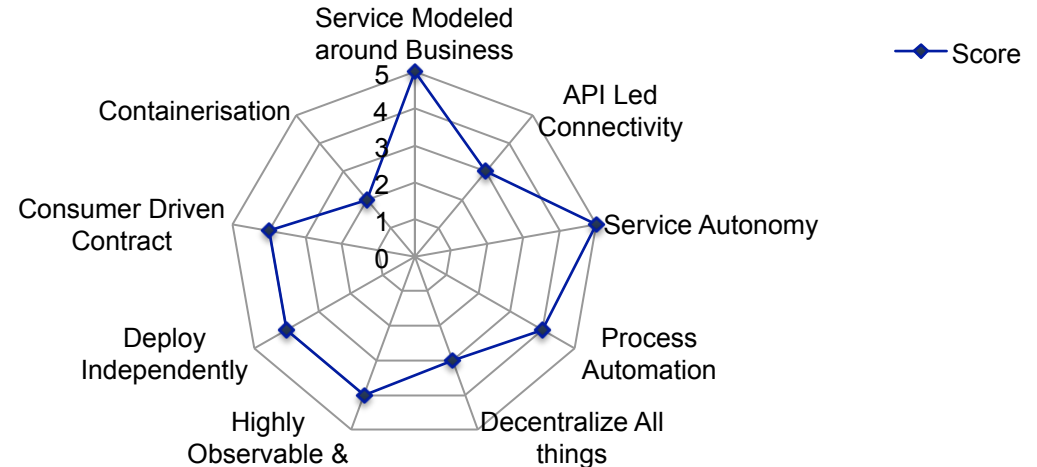 Service Modeled
around Business
Score
5
4
3
2
1
0
API Led
Connectivity
Service Autonomy
Process
Automation
Decentralize All
things
Highly
Observable &
Deploy
Independently
Consumer Driven
Contract
Containerisation